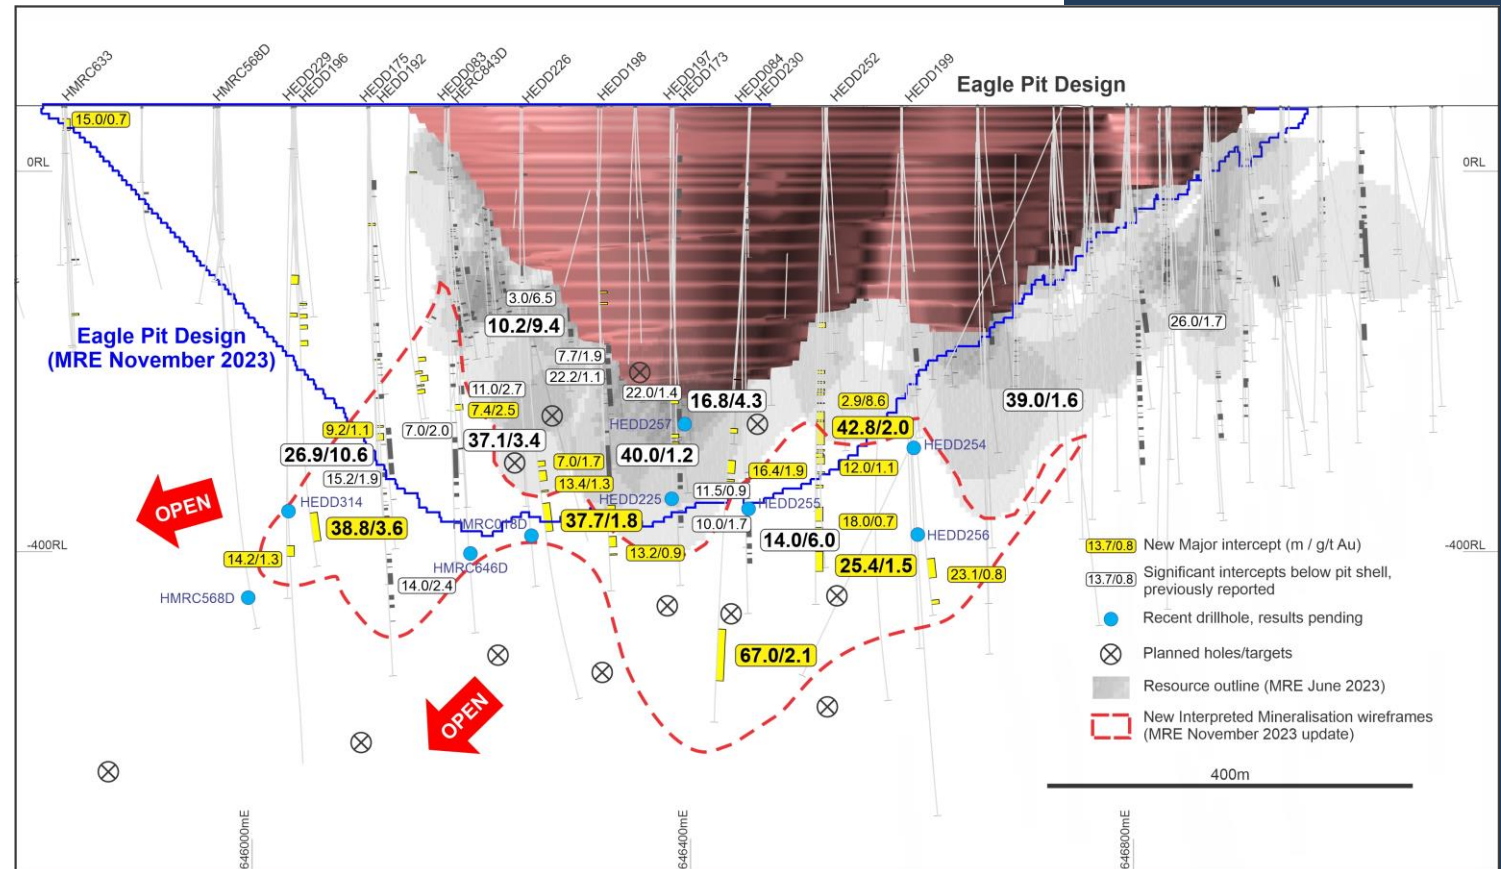 HMRC633
HMRC568D
HEDD229
HEDD196
HEDD175
HEDD192
HEDD083
HERC843D
HEDD226
HEDD198
HEDD197
HEDD173
HEDD084
HEDD230
HEDD252
HEDD199
Eagle Pit Design
15.0/0.7
0RL
0RL
3.0/6.5
10.2/9.4
26.0/1.7
Eagle Pit Design
(MRE November 2023)
7.7/1.9
22.2/1.1
11.0/2.7
22.0/1.4
16.8/4.3
39.0/1.6
2.9/8.6
7.4/2.5
42.8/2.0
HEDD257
9.2/1.1
7.0/2.0
37.1/3.4
HEDD254
26.9/10.6
40.0/1.2
7.0/1.7
16.4/1.9
12.0/1.1
15.2/1.9
13.4/1.3
11.5/0.9
OPEN
HEDD314
HEDD225
HEDD255
38.8/3.6
HMRC018D
37.7/1.8
10.0/1.7
18.0/0.7
14.0/6.0
HEDD256
-400RL
-400RL
14.2/1.3
13.2/0.9
HMRC646D
25.4/1.5
23.1/0.8
14.0/2.4
HMRC568D
67.0/2.1
OPEN
13.7/0.8 New Major intercept (m / g/t Au)
13.7/0.8 Significant intercepts below pit shell,
previously reported
Recent drillhole, results pending
Planned holes/targets
Resource outline (MRE June 2023)
New Interpreted Mineralisation wireframes
(MRE November 2023 update)
400m
646000mE
646400mE
646800mE